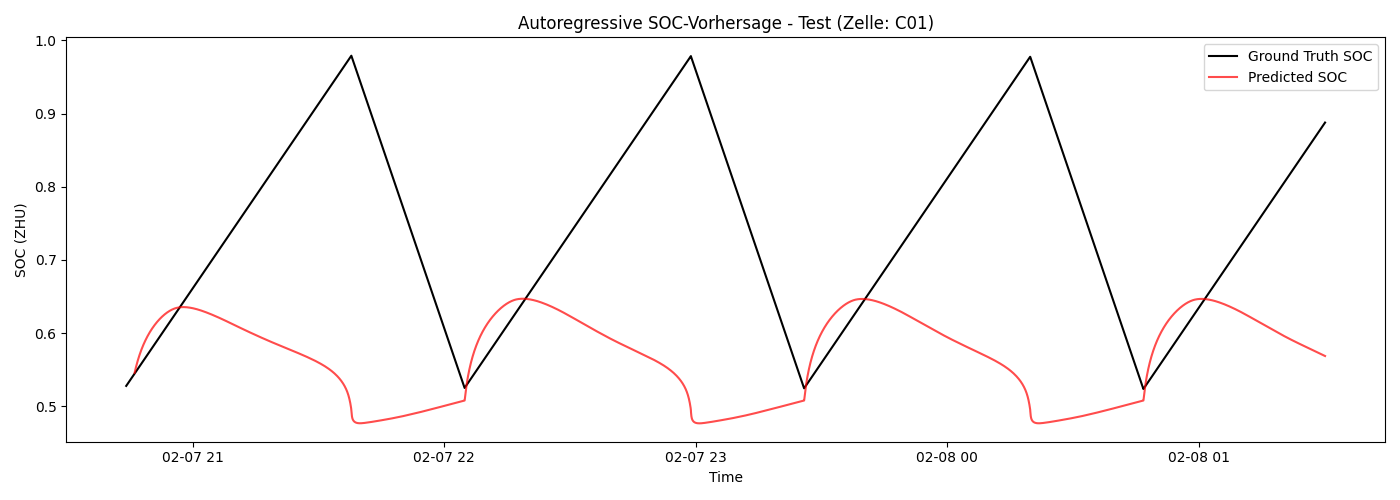 Autoregressive SOC-Vorhersage - Test (Zelle: C01)
1.0
0.9
0.8
0.7
0.6
0.5
SOC (ZHU)
Ground Truth SOC
Predicted SOC
02-07 21
02-07 22
02-07 23
02-08 00
02-08 01
Time